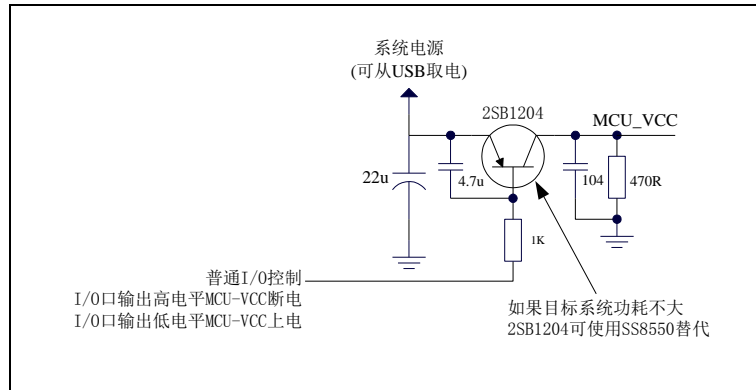 系统电源
(可从USB取电)
2SB1204
MCU_VCC
22u
4.7u
104
470R
1K
普通I/O控制
I/O口输出高电平MCU-VCC断电
I/O口输出低电平MCU-VCC上电
如果目标系统功耗不大
2SB1204可使用SS8550替代